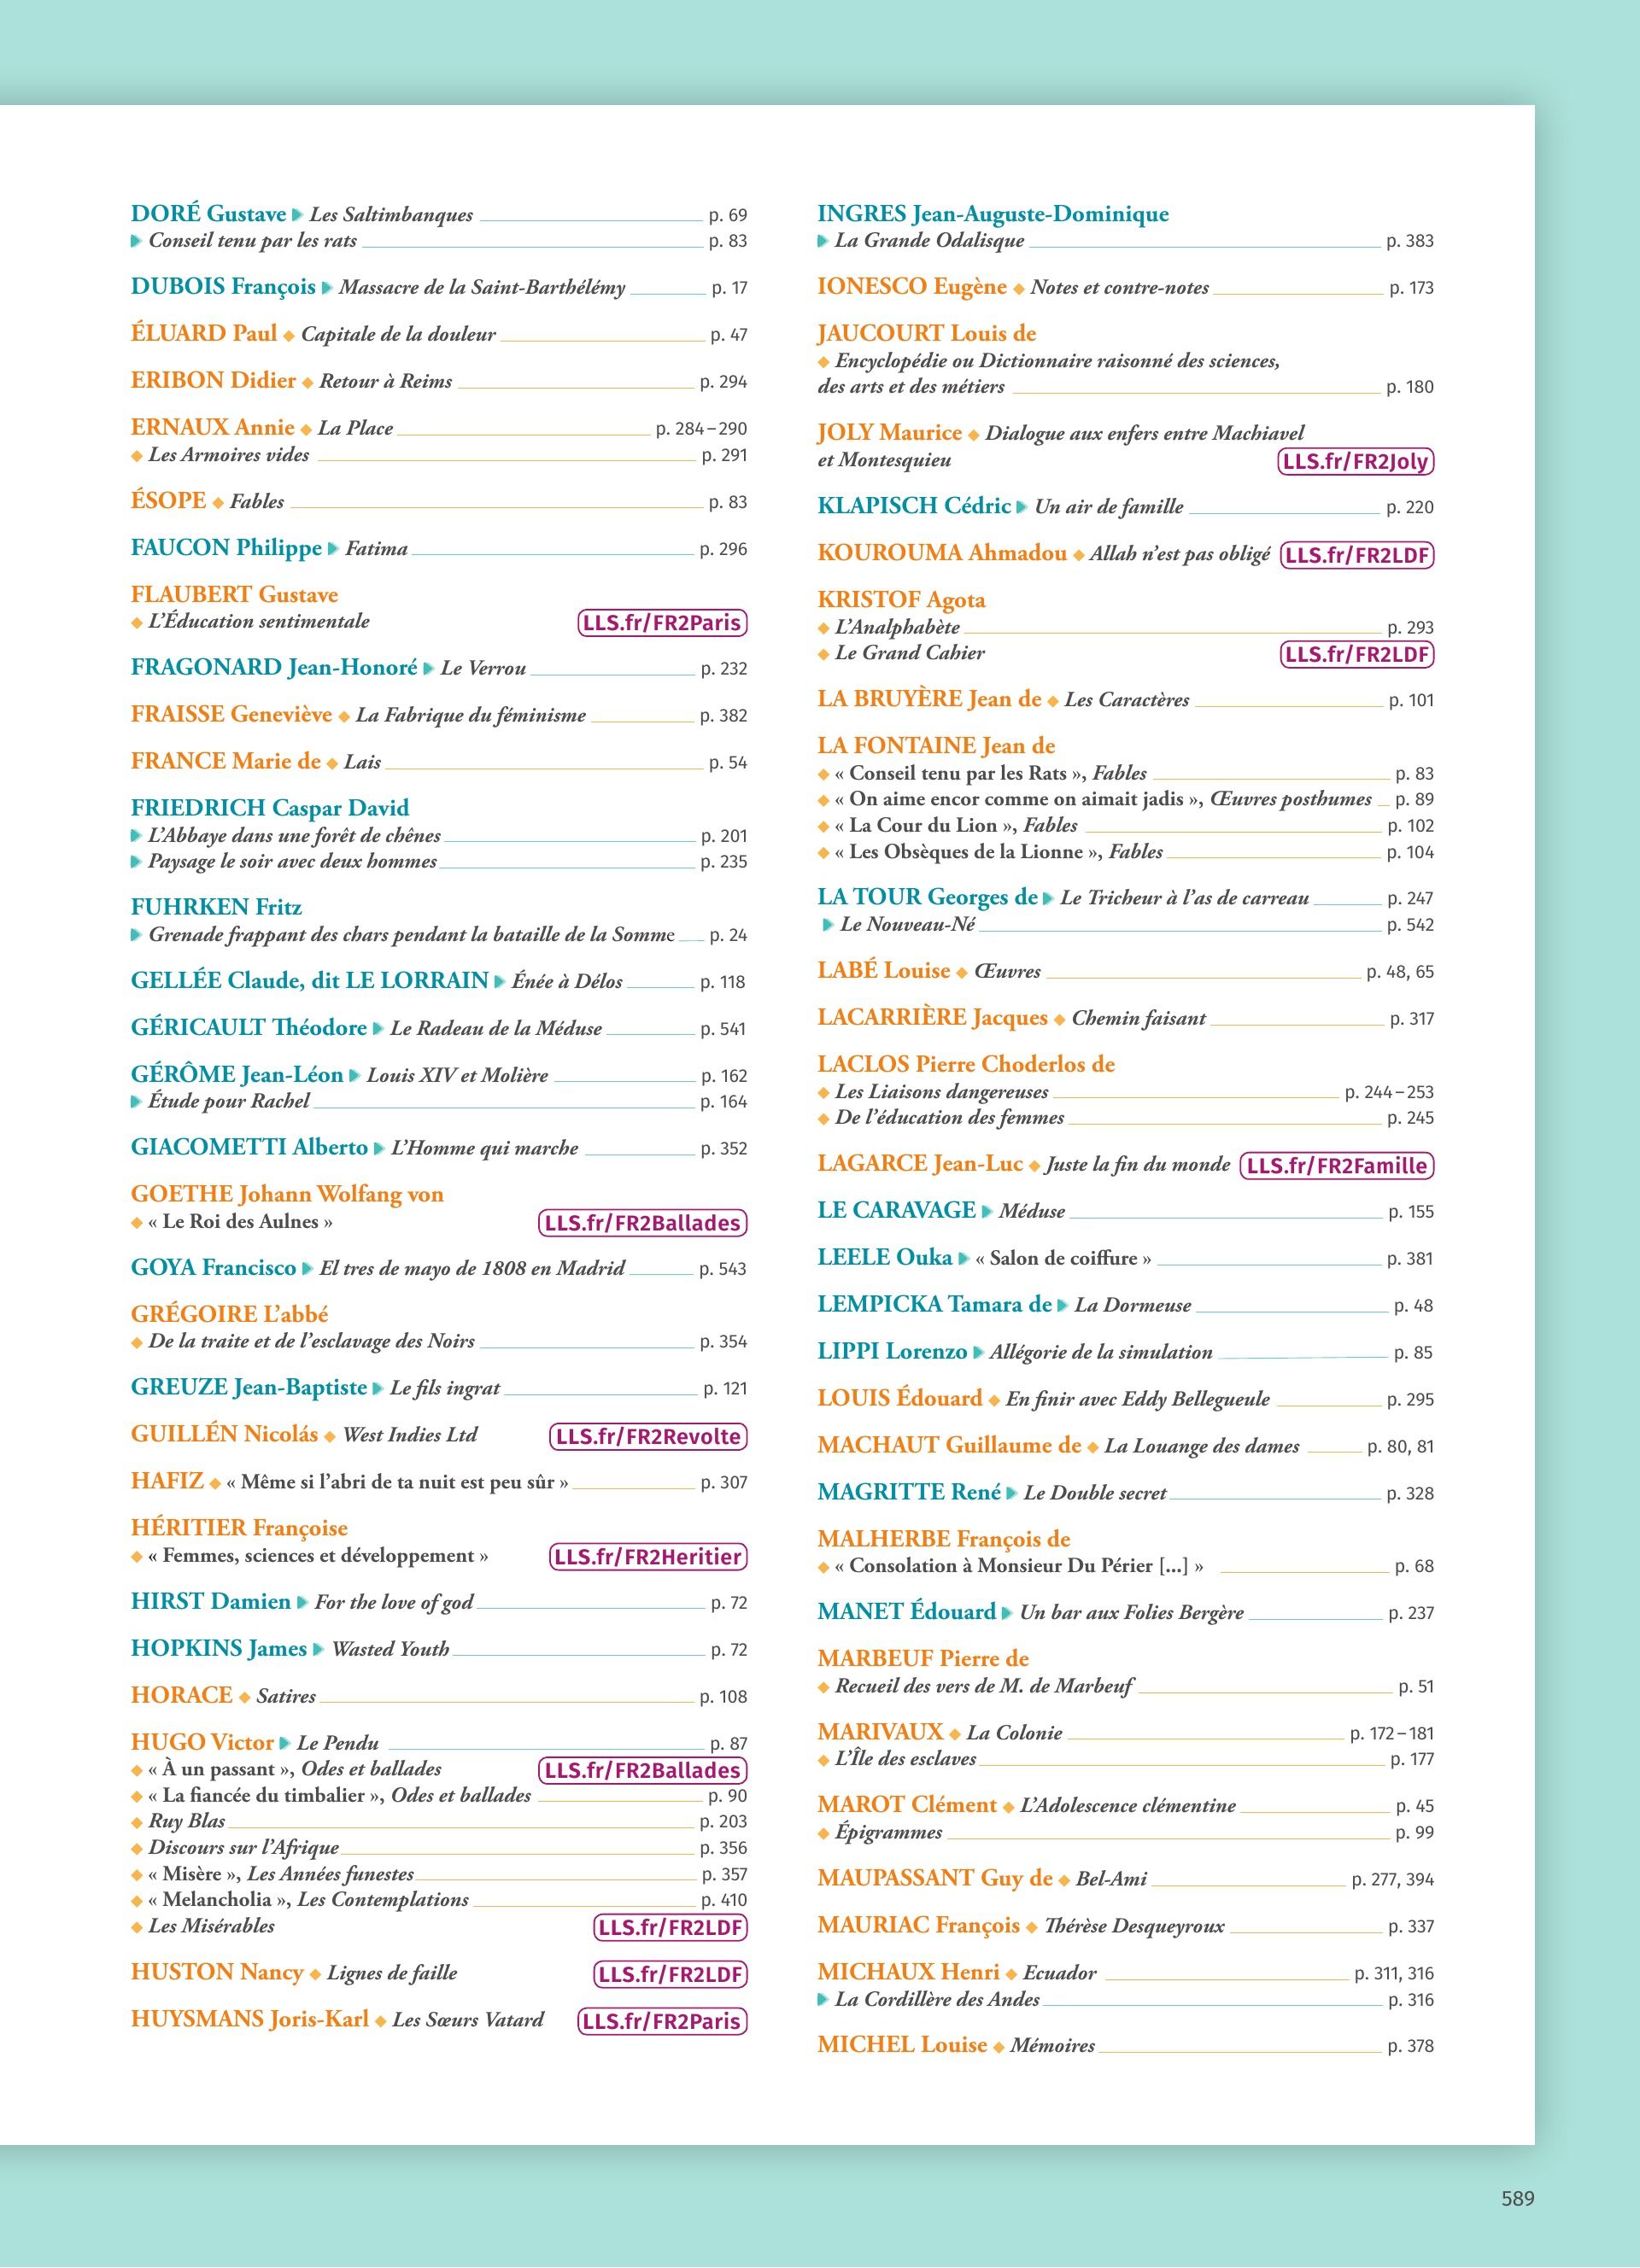 DORÉ Gustave ▶ Les Saltimbanques p. 69
▶ Conseil tenu par les rats p. 83
DUBOIS François ▶ Massacre de la Saint-Barthélémy p. 17
ÉLUARD Paul ◆ Capitale de la douleur p. 47
ERIBON Didier ◆ Retour à Reims p. 294
ERNAUX Annie ◆ La Place p. 284–290
◆ Les Armoires vides p. 291
ÉSOPE ◆ Fables p. 83
FAUCON Philippe ▶ Fatima p. 296
FLAUBERT Gustave
◆ L’Éducation sentimentale LLS.fr/FR2Paris
FRAGONARD Jean-Honoré ▶ Le Verrou p. 232
FRAISSE Geneviève ◆ La Fabrique du féminisme p. 382
FRANCE Marie de ◆ Lais p. 54
FRIEDRICH Caspar David
▶ L’Abbaye dans une forêt de chênes p. 201
▶ Paysage le soir avec deux hommes p. 235
FUHRKEN Fritz
▶ Grenade frappant des chars pendant la bataille de la Somme p. 24
GELLÉE Claude, dit LE LORRAIN ▶ Énée à Délos p. 118
GÉRICAULT Théodore ▶ Le Radeau de la Méduse p. 541
GÉRÔME Jean-Léon ▶ Louis XIV et Molière p. 162
▶ Étude pour Rachel p. 164
GIACOMETTI Alberto ▶ L’Homme qui marche p. 352
GOETHE Johann Wolfang von
◆ « Le Roi des Aulnes » LLS.fr/FR2Ballades
GOYA Francisco ▶ El tres de mayo de 1808 en Madrid p. 543
GRÉGOIRE L’abbé
◆ De la traite et de l’esclavage des Noirs p. 354
GREUZE Jean-Baptiste ▶ Le fils ingrat p. 121
GUILLÉN Nicolás ◆ West Indies Ltd LLS.fr/FR2Revolte
HAFIZ ◆ « Même si l’abri de ta nuit est peu sûr » p. 307
HÉRITIER Françoise
◆ « Femmes, sciences et développement » LLS.fr/FR2Heritier
HIRST Damien ▶ For the love of god p. 72
HOPKINS James ▶ Wasted Youth p. 72
HORACE ◆ Satires p. 108
HUGO Victor ▶ Le Pendu p. 87
◆ « À un passant », Odes et ballades LLS.fr/FR2Ballades
◆ « La fiancée du timbalier », Odes et ballades p. 90
◆ Ruy Blas p. 203
◆ Discours sur l’Afrique p. 356
◆ « Misère », Les Années funestes p. 357
◆ « Melancholia », Les Contemplations p. 410
◆ Les Misérables LLS.fr/FR2LDF
HUSTON Nancy ◆ Lignes de faille LLS.fr/FR2LDF
HUYSMANS Joris-Karl ◆ Les Sœurs Vatard LLS.fr/FR2Paris
INGRES Jean-Auguste-Dominique
▶ La Grande Odalisque p. 383
IONESCO Eugène ◆ Notes et contre-notes p. 173
JAUCOURT Louis de
◆ Encyclopédie ou Dictionnaire raisonné des sciences,
des arts et des métiers p. 180
JOLY Maurice ◆ Dialogue aux enfers entre Machiavel
et Montesquieu LLS.fr/FR2Joly
KLAPISCH Cédric ▶ Un air de famille p. 220
KOUROUMA Ahmadou ◆ Allah n’est pas obligé LLS.fr/FR2LDF
KRISTOF Agota
◆ L’Analphabète p. 293
◆ Le Grand Cahier LLS.fr/FR2LDF
LA BRUYÈRE Jean de ◆ Les Caractères p. 101
LA FONTAINE Jean de
◆ « Conseil tenu par les Rats », Fables p. 83
◆ « On aime encor comme on aimait jadis », Œuvres posthumes p. 89
◆ « La Cour du Lion », Fables p. 102
◆ « Les Obsèques de la Lionne », Fables p. 104
LA TOUR Georges de ▶ Le Tricheur à l’as de carreau p. 247
▶ Le Nouveau-Né p. 542
LABÉ Louise ◆ Œuvres p. 48, 65
LACARRIÈRE Jacques ◆ Chemin faisant p. 317
LACLOS Pierre Choderlos de
◆ Les Liaisons dangereuses p. 244–253
◆ De l’éducation des femmes p. 245
LAGARCE Jean-Luc ◆ Juste la fin du monde LLS.fr/FR2Famille
LE CARAVAGE ▶ Méduse p. 155
LEELE Ouka ▶ « Salon de coiffure » p. 381
LEMPICKA Tamara de ▶ La Dormeuse p. 48
LIPPI Lorenzo ▶ Allégorie de la simulation p. 85
LOUIS Édouard ◆ En finir avec Eddy Bellegueule p. 295
MACHAUT Guillaume de ◆ La Louange des dames p. 80, 81
MAGRITTE René ▶ Le Double secret p. 328
MALHERBE François de
◆ « Consolation à Monsieur Du Périer [...] » p. 68
MANET Édouard ▶ Un bar aux Folies Bergère p. 237
MARBEUF Pierre de
◆ Recueil des vers de M. de Marbeuf p. 51
MARIVAUX ◆ La Colonie p. 172–181
◆ L’Île des esclaves p. 177
MAROT Clément ◆ L’Adolescence clémentine p. 45
◆ Épigrammes p. 99
MAUPASSANT Guy de ◆ Bel-Ami p. 277, 394
MAURIAC François ◆ Thérèse Desqueyroux p. 337
MICHAUX Henri ◆ Ecuador p. 311, 316
▶ La Cordillère des Andes p. 316
MICHEL Louise ◆ Mémoires p. 378
589